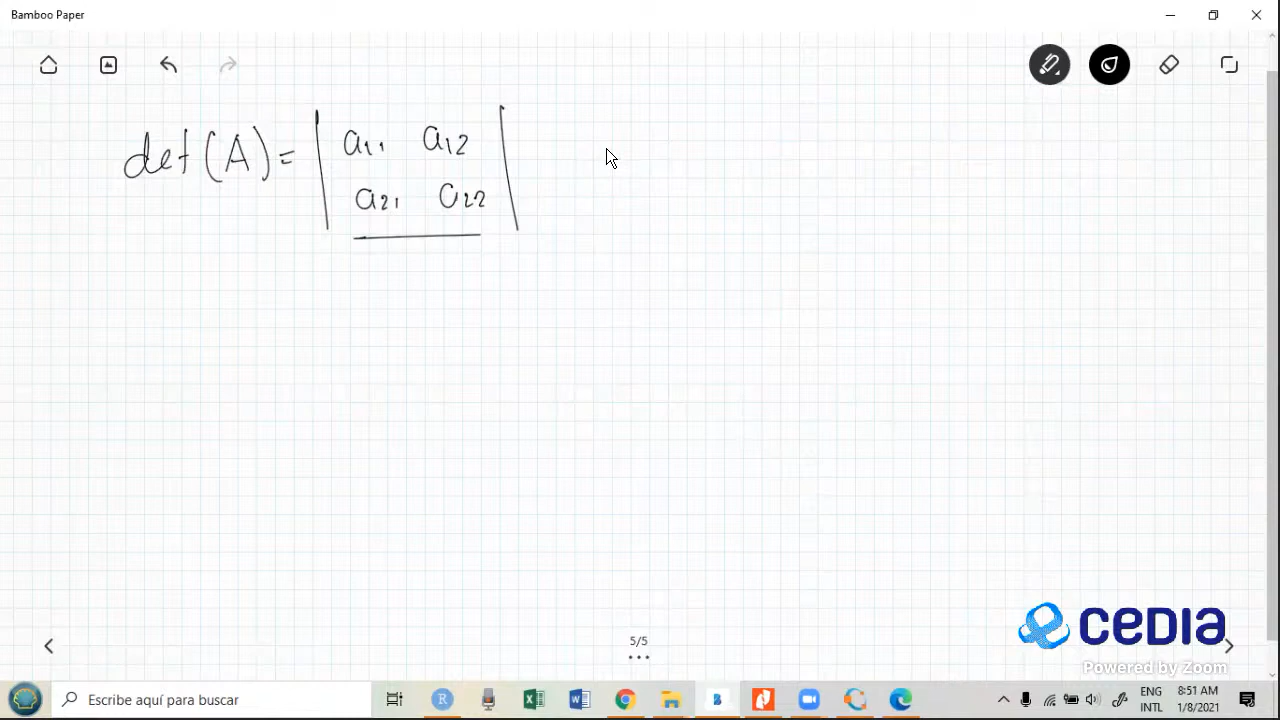 Bamboo Paper
det(A)= | a11 a12 |
| a21 a22 |
5/5
CEDIA
Powered by Zoom
Escribe aquí para buscar
ENG 8:51 AM
INTL 1/8/2021